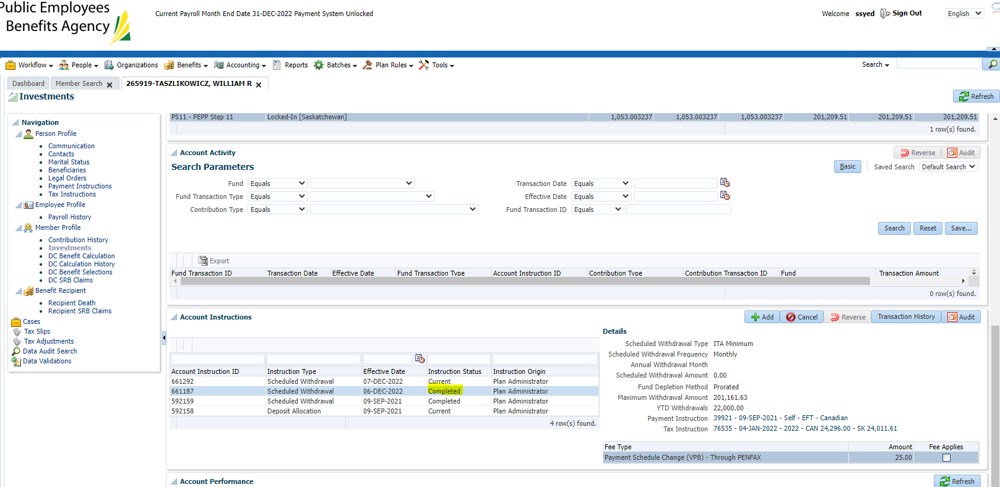 Public Employees
Benefits Agency
Current Payroll Month End Date 31-DEC-2022 Payment System Unlocked
Welcome ssyed Sign Out English
Workflow People Organizations Benefits Accounting Reports Batches Plan Rules Tools Search
Dashboard Member Search 265919-TASZLIKOWICZ, WILLIAM R
Investments
Refresh
Navigation
Person Profile
Communication
Contacts
Marital Status
Beneficiaries
Legal Orders
Payment Instructions
Tax Instructions
Employee Profile
Payroll History
Member Profile
Contribution History
Investments
DC Benefit Calculation
DC Calculation History
DC Benefit Selections
DC SRB Claims
Benefit Recipient
Recipient Death
Recipient SRB Claims
Cases
Tax Slips
Tax Adjustments
Data Audit Search
Data Validations
PS11 - PEPP Step 11 Locked-In [Saskatchewan] 1,053.003237 1,053.003237 1,053.003237 201,209.51 201,209.51 201,209.51
1 row(s) found.
Account Activity
Reverse Audit
Search Parameters
Basic Saved Search Default Search
Fund Equals Transaction Date Equals
Fund Transaction Type Equals Effective Date Equals
Contribution Type Equals Fund Transaction ID Equals
Search Reset Save...
Export
Fund Transaction ID Transaction Date Effective Date Fund Transaction Type Account Instruction ID Contribution Type Contribution Transaction ID Fund Transaction Amount
0 row(s) found.
Account Instructions
Add Cancel Reverse Transaction History Audit
Account Instruction ID Instruction Type Effective Date Instruction Status Instruction Origin
661292 Scheduled Withdrawal 07-DEC-2022 Current Plan Administrator
661187 Scheduled Withdrawal 06-DEC-2022 Completed Plan Administrator
592159 Scheduled Withdrawal 09-SEP-2021 Completed Plan Administrator
592158 Deposit Allocation 09-SEP-2021 Current Plan Administrator
4 row(s) found.
Details
Scheduled Withdrawal Type ITA Minimum
Scheduled Withdrawal Frequency Monthly
Annual Withdrawal Month
Scheduled Withdrawal Amount 0.00
Fund Depletion Method Prorated
Maximum Withdrawal Amount 201,161.63
YTD Withdrawals 22,000.00
Payment Instruction 39921 - 09-SEP-2021 - Self - EFT - Canadian
Tax Instruction 76535 - 04-JAN-2022 - 2022 - CAN 24,296.00 - SK 24,011.61
Fee Type Amount Fee Applies
Payment Schedule Change (VPB) - Through PENFAX 25.00
Account Performance
Refresh